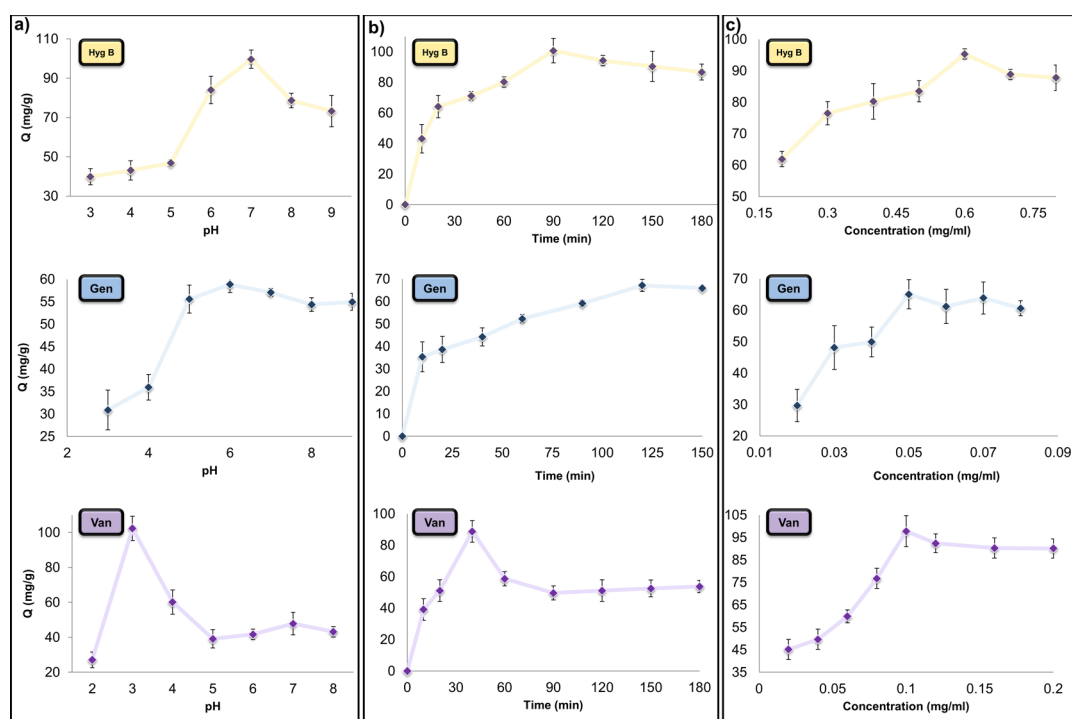 a)
Hyg B
Q (mg/g)
110
90
70
50
30
3 4 5 6 7 8 9
pH
Gen
Q (mg/g)
60
55
50
45
40
35
30
25
2 4 6 8
pH
Van
Q (mg/g)
100
80
60
40
20
2 3 4 5 6 7 8
pH
b)
Hyg B
100
80
60
40
20
0
0 30 60 90 120 150 180
Time (min)
Gen
70
60
50
40
30
20
10
0
0 25 50 75 100 125 150
Time (min)
Van
100
80
60
40
20
0
0 30 60 90 120 150 180
Time (min)
c)
Hyg B
100
90
80
70
60
50
0.15 0.3 0.45 0.6 0.75
Concentration (mg/ml)
Gen
70
60
50
40
30
20
0.01 0.03 0.05 0.07 0.09
Concentration (mg/ml)
Van
105
95
85
75
65
55
45
35
0 0.05 0.1 0.15 0.2
Concentration (mg/ml)